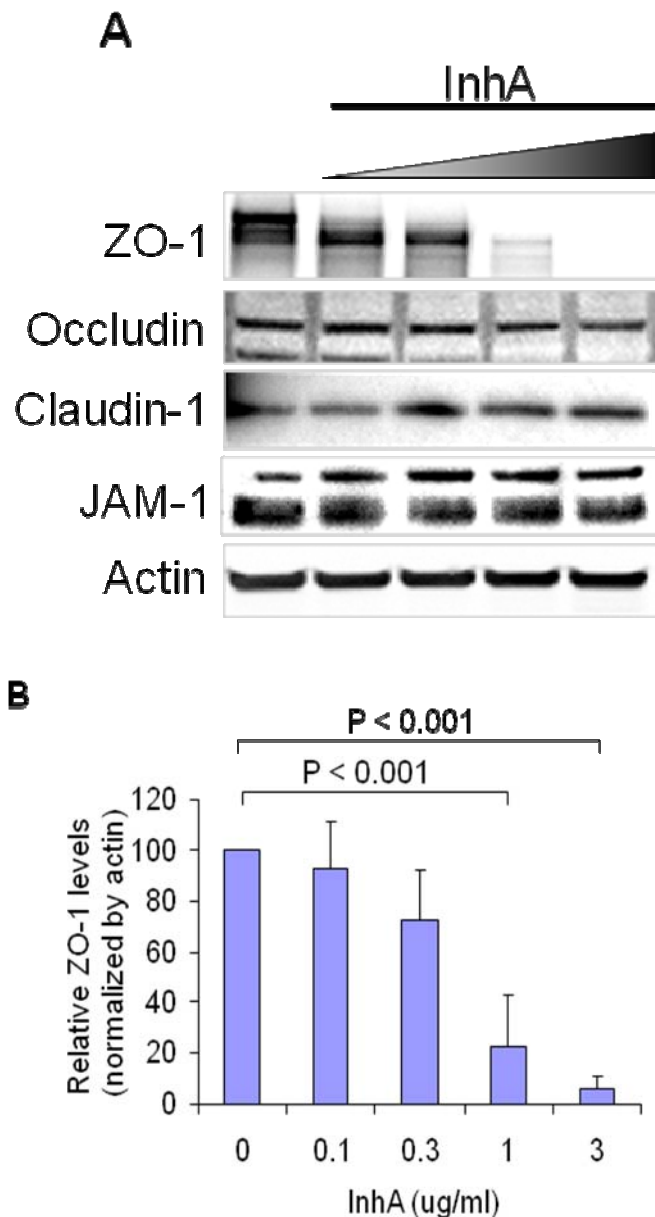 A
InhA
ZO-1
Occludin
Claudin-1
JAM-1
Actin
B
P < 0.001
P < 0.001
120
100
80
60
40
20
0
Relative ZO-1 levels
(normalized by actin)
0 0.1 0.3 1 3
InhA (ug/ml)